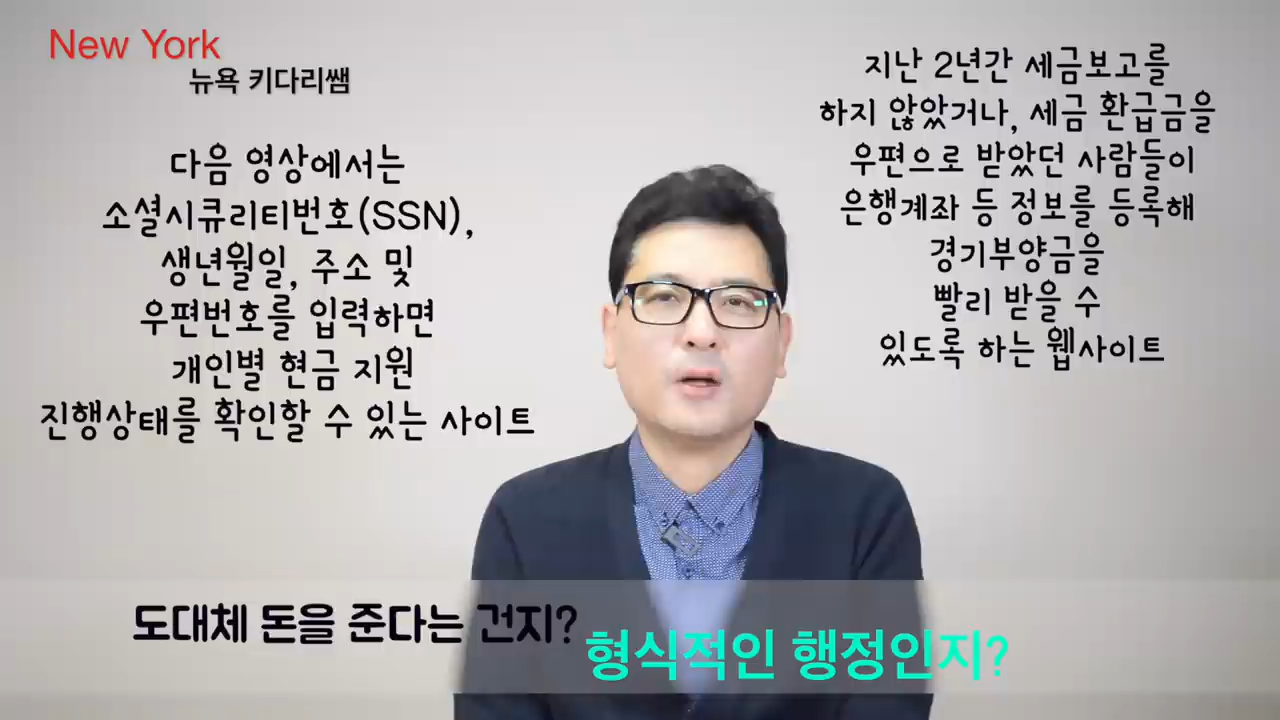 New York
뉴욕 키다리쌤
다음 영상에서는
소셜시큐리티번호(SSN),
생년월일, 주소 및
우편번호를 입력하면
개인별 현금 지원
진행상태를 확인할 수 있는 사이트
지난 2년간 세금보고를
하지 않았거나, 세금 환급금을
우편으로 받았던 사람들이
은행계좌 등 정보를 등록해
경기부양금을
빨리 받을 수
있도록 하는 웹사이트
도대체 돈을 준다는 건지?
형식적인 행정인지?